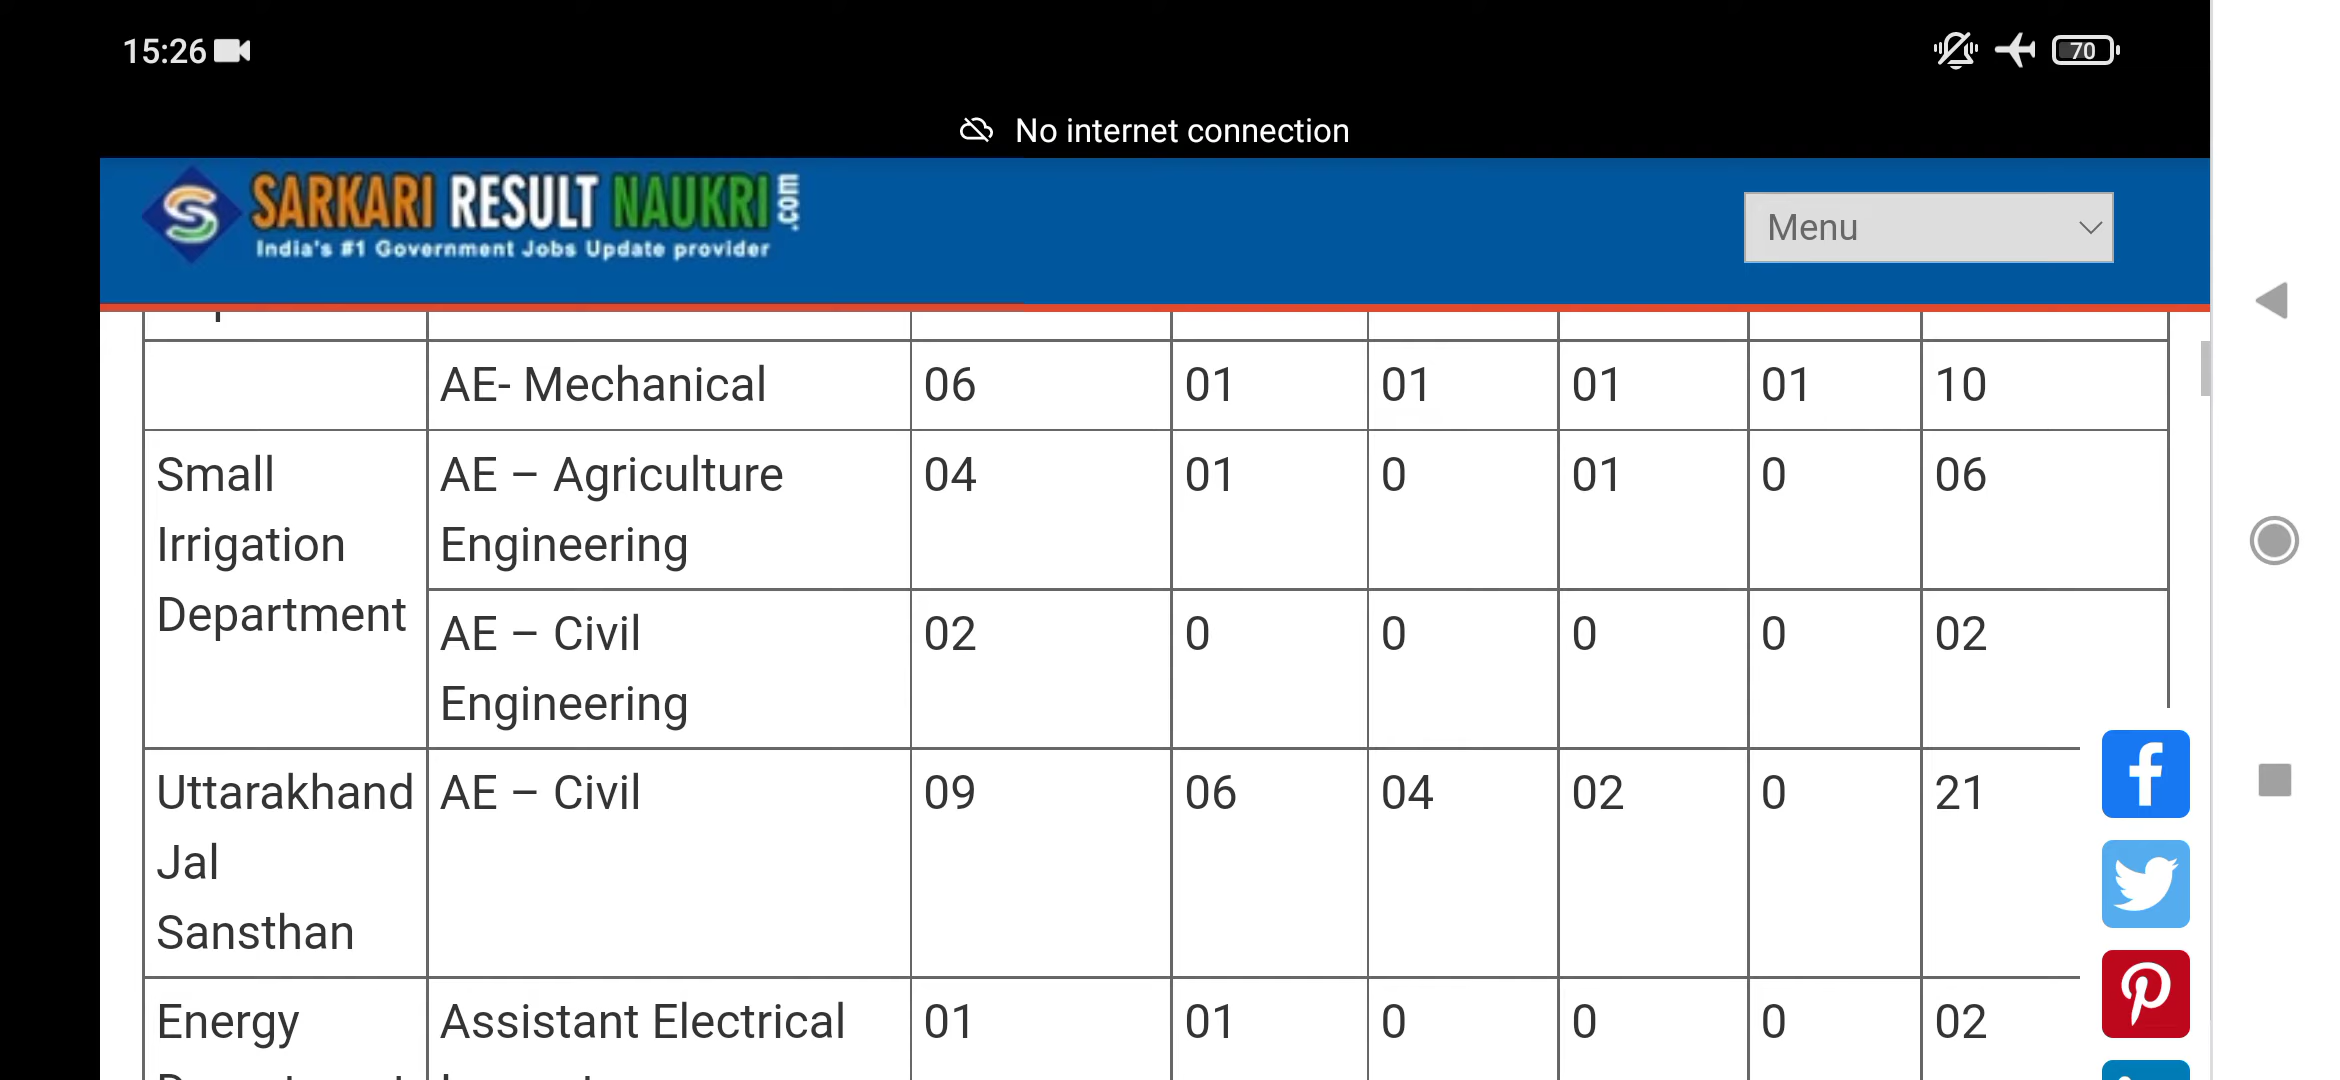 15:26
70
No internet connection
SARKARI RESULT NAUKRI.com
India's #1 Government Jobs Update provider
Menu
AE- Mechanical 06 01 01 01 01 10
Small Irrigation Department
AE – Agriculture Engineering 04 01 0 01 0 06
AE – Civil Engineering 02 0 0 0 0 02
Uttarakhand Jal Sansthan
AE – Civil 09 06 04 02 0 21
Energy
Assistant Electrical 01 01 0 0 0 02